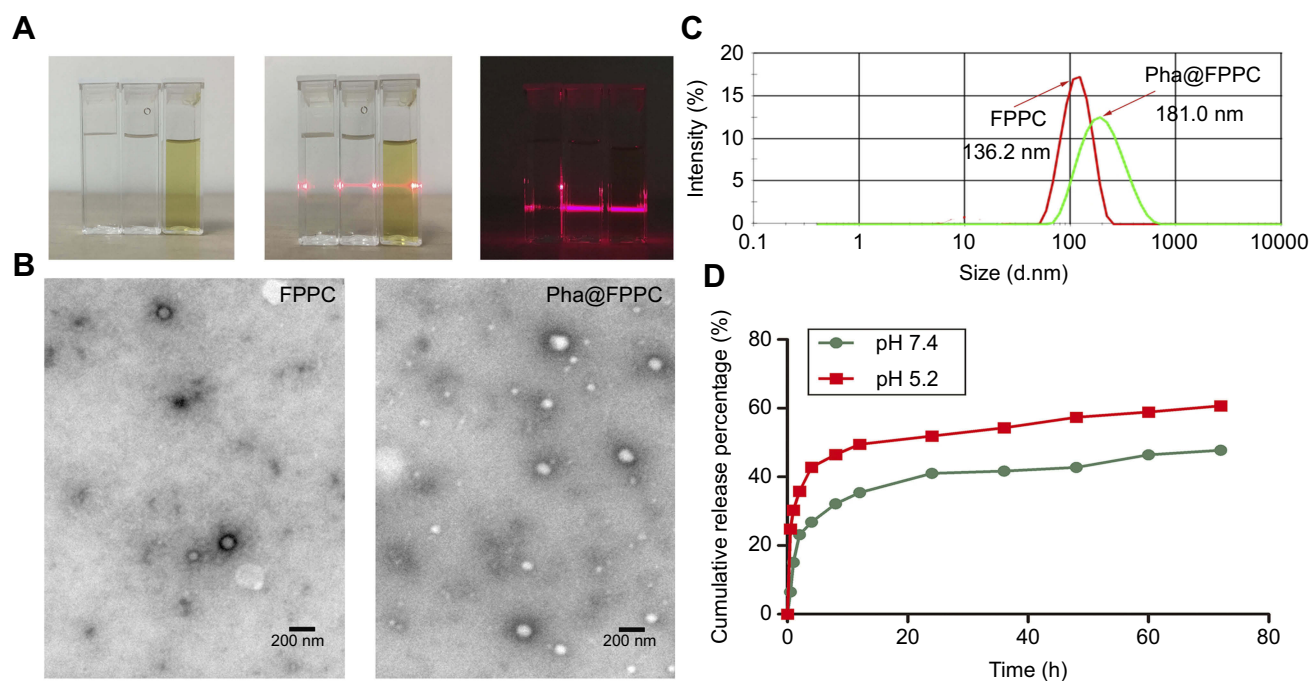 A
B
FPPC
200 nm
Pha@FPPC
200 nm
C
Intensity (%)
20
15
10
5
0
FPPC
136.2 nm
Pha@FPPC
181.0 nm
0.1
1
10
100
1000
10000
Size (d.nm)
D
Cumulative release percentage (%)
80
60
40
20
0
pH 7.4
pH 5.2
0
20
40
60
80
Time (h)